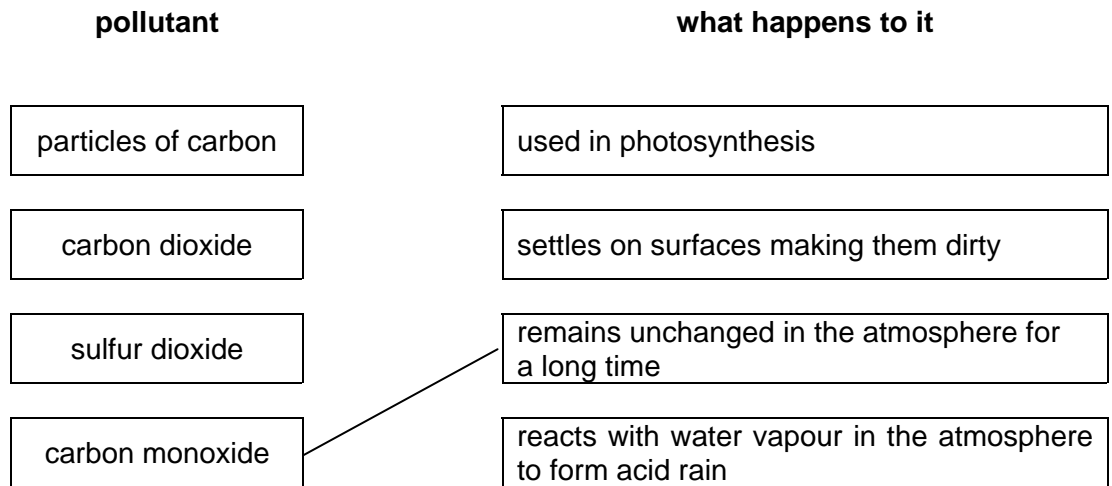 pollutant what happens to it
particles of carbon used in photosynthesis
carbon dioxide settles on surfaces making them dirty
sulfur dioxide remains unchanged in the atmosphere for
a long time
carbon monoxide reacts with water vapour in the atmosphere
to form acid rain